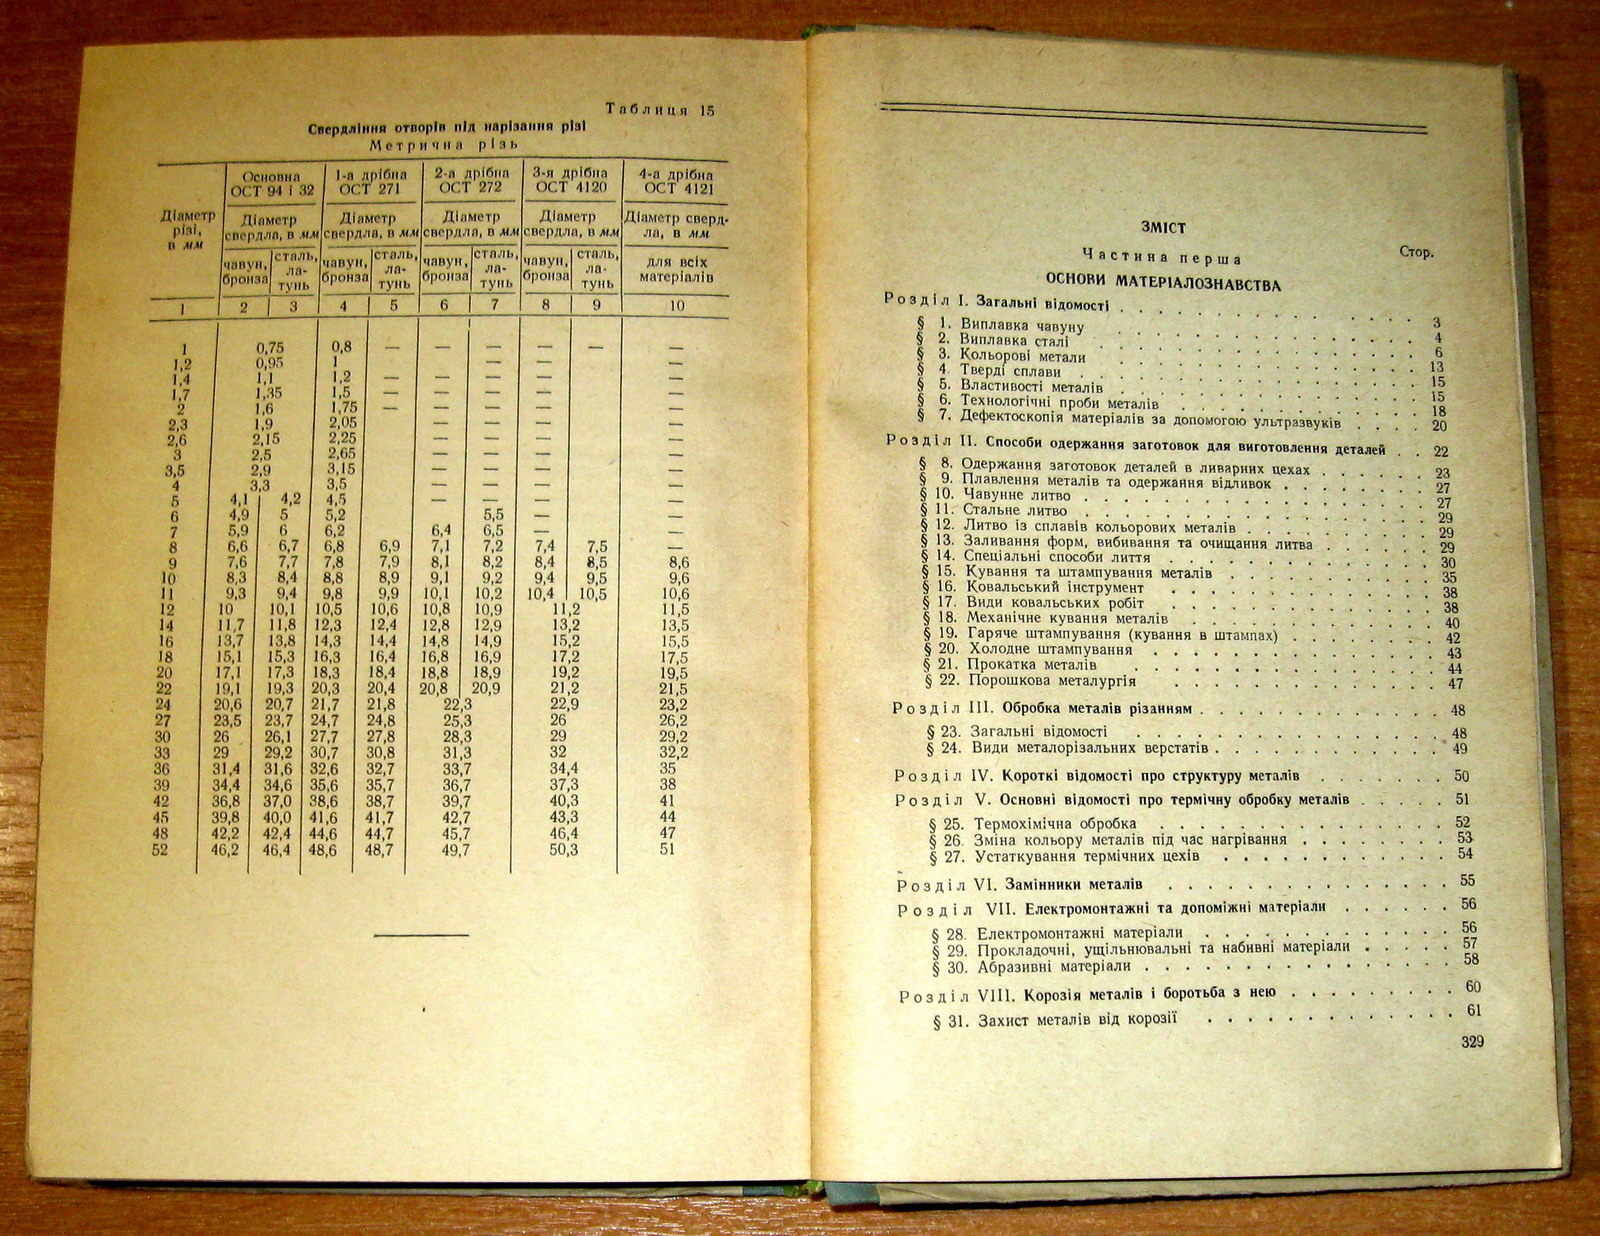 Таблиця 15
Свердління отворів під нарізання різі
Метрична різь
Діаметр різі, в мм
Основна ОСТ 94 і 32
1-а дрібна ОСТ 271
2-а дрібна ОСТ 272
3-я дрібна ОСТ 4120
4-а дрібна ОСТ 4121
Діаметр свердла, в мм
Діаметр свердла, в мм
Діаметр свердла, в мм
Діаметр свердла, в мм
Діаметр сверд-ла, в мм
чавун, бронза
сталь, ла-тунь
чавун, бронза
сталь, ла-тунь
чавун, бронза
сталь, ла-тунь
чавун, бронза
сталь, ла-тунь
для всіх матеріалів
1 2 3 4 5 6 7 8 9 10
1 0,75 0,8 — — — — — —
1,2 0,95 1 — — —
1,4 1,1 1,2 — — — — —
1,7 1,35 1,5 — — — — —
2 1,6 1,75 — — — — —
2,3 1,9 2,05 — — — —
2,6 2,15 2,25 — — — —
3 2,5 2,65 — — — —
3,5 2,9 3,15 — — — —
4 3,3 3,5 — — — —
5 4,1 4,2 4,5 — — — —
6 4,9 5 5,2 5,5 — —
7 5,9 6 6,2 6,4 6,5 — —
8 6,6 6,7 6,8 6,9 7,1 7,2 7,4 7,5 —
9 7,6 7,7 7,8 7,9 8,1 8,2 8,4 8,5 8,6
10 8,3 8,4 8,8 8,9 9,1 9,2 9,4 9,5 9,6
11 9,3 9,4 9,8 9,9 10,1 10,2 10,4 10,5 10,6
12 10 10,1 10,5 10,6 10,8 10,9 11,2 11,5
14 11,7 11,8 12,3 12,4 12,8 12,9 13,2 13,5
16 13,7 13,8 14,3 14,4 14,8 14,9 15,2 15,5
18 15,1 15,3 16,3 16,4 16,8 16,9 17,2 17,5
20 17,1 17,3 18,3 18,4 18,8 18,9 19,2 19,5
22 19,1 19,3 20,3 20,4 20,8 20,9 21,2 21,5
24 20,6 20,7 21,7 21,8 22,3 22,9 23,2
27 23,5 23,7 24,7 24,8 25,3 26 26,2
30 26 26,1 27,7 27,8 28,3 29 29,2
33 29 29,2 30,7 30,8 31,3 32 32,2
36 31,4 31,6 32,6 32,7 33,7 34,4 35
39 34,4 34,6 35,6 35,7 36,7 37,3 38
42 36,8 37,0 38,6 38,7 39,7 40,3 41
45 39,8 40,0 41,6 41,7 42,7 43,3 44
48 42,2 42,4 44,6 44,7 45,7 46,4 47
52 46,2 46,4 48,6 48,7 49,7 50,3 51
ЗМІСТ
Частина перша Стор.
ОСНОВИ МАТЕРІАЛОЗНАВСТВА
Розділ I. Загальні відомості . . . 3
§ 1. Виплавка чавуну . . . 4
§ 2. Виплавка сталі . . . 6
§ 3. Кольорові метали . . . 13
§ 4. Тверді сплави . . . 15
§ 5. Властивості металів . . . 15
§ 6. Технологічні проби металів . . . 18
§ 7. Дефектоскопія матеріалів за допомогою ультразвуків . . . 20
Розділ II. Способи одержання заготовок для виготовлення деталей . . 22
§ 8. Одержання заготовок деталей в ливарних цехах . . . 23
§ 9. Плавлення металів та одержання відливок . . . 27
§ 10. Чавунне литво . . . 27
§ 11. Стальне литво . . . 29
§ 12. Литво із сплавів кольорових металів . . . 29
§ 13. Заливання форм, вибивання та очищання литва . . . 29
§ 14. Спеціальні способи лиття . . . 30
§ 15. Кування та штампування металів . . . 35
§ 16. Ковальський інструмент . . . 38
§ 17. Види ковальських робіт . . . 38
§ 18. Механічне кування металів . . . 40
§ 19. Гаряче штампування (кування в штампах) . . . 42
§ 20. Холодне штампування . . . 43
§ 21. Прокатка металів . . . 44
§ 22. Порошкова металургія . . . 47
Розділ III. Обробка металів різанням . . . 48
§ 23. Загальні відомості . . . 48
§ 24. Види металорізальних верстатів . . . 49
Розділ IV. Короткі відомості про структуру металів . . . 50
Розділ V. Основні відомості про термічну обробку металів . . . 51
§ 25. Термохімічна обробка . . . 52
§ 26. Зміна кольору металів під час нагрівання . . . 53
§ 27. Устаткування термічних цехів . . . 54
Розділ VI. Замінники металів . . . 55
Розділ VII. Електромонтажні та допоміжні матеріали . . . 56
§ 28. Електромонтажні матеріали . . . 56
§ 29. Прокладочні, ущільнювальні та набивні матеріали . . . 57
§ 30. Абразивні матеріали . . . 58
Розділ VIII. Корозія металів і боротьба з нею . . . 60
§ 31. Захист металів від корозії . . . 61
329